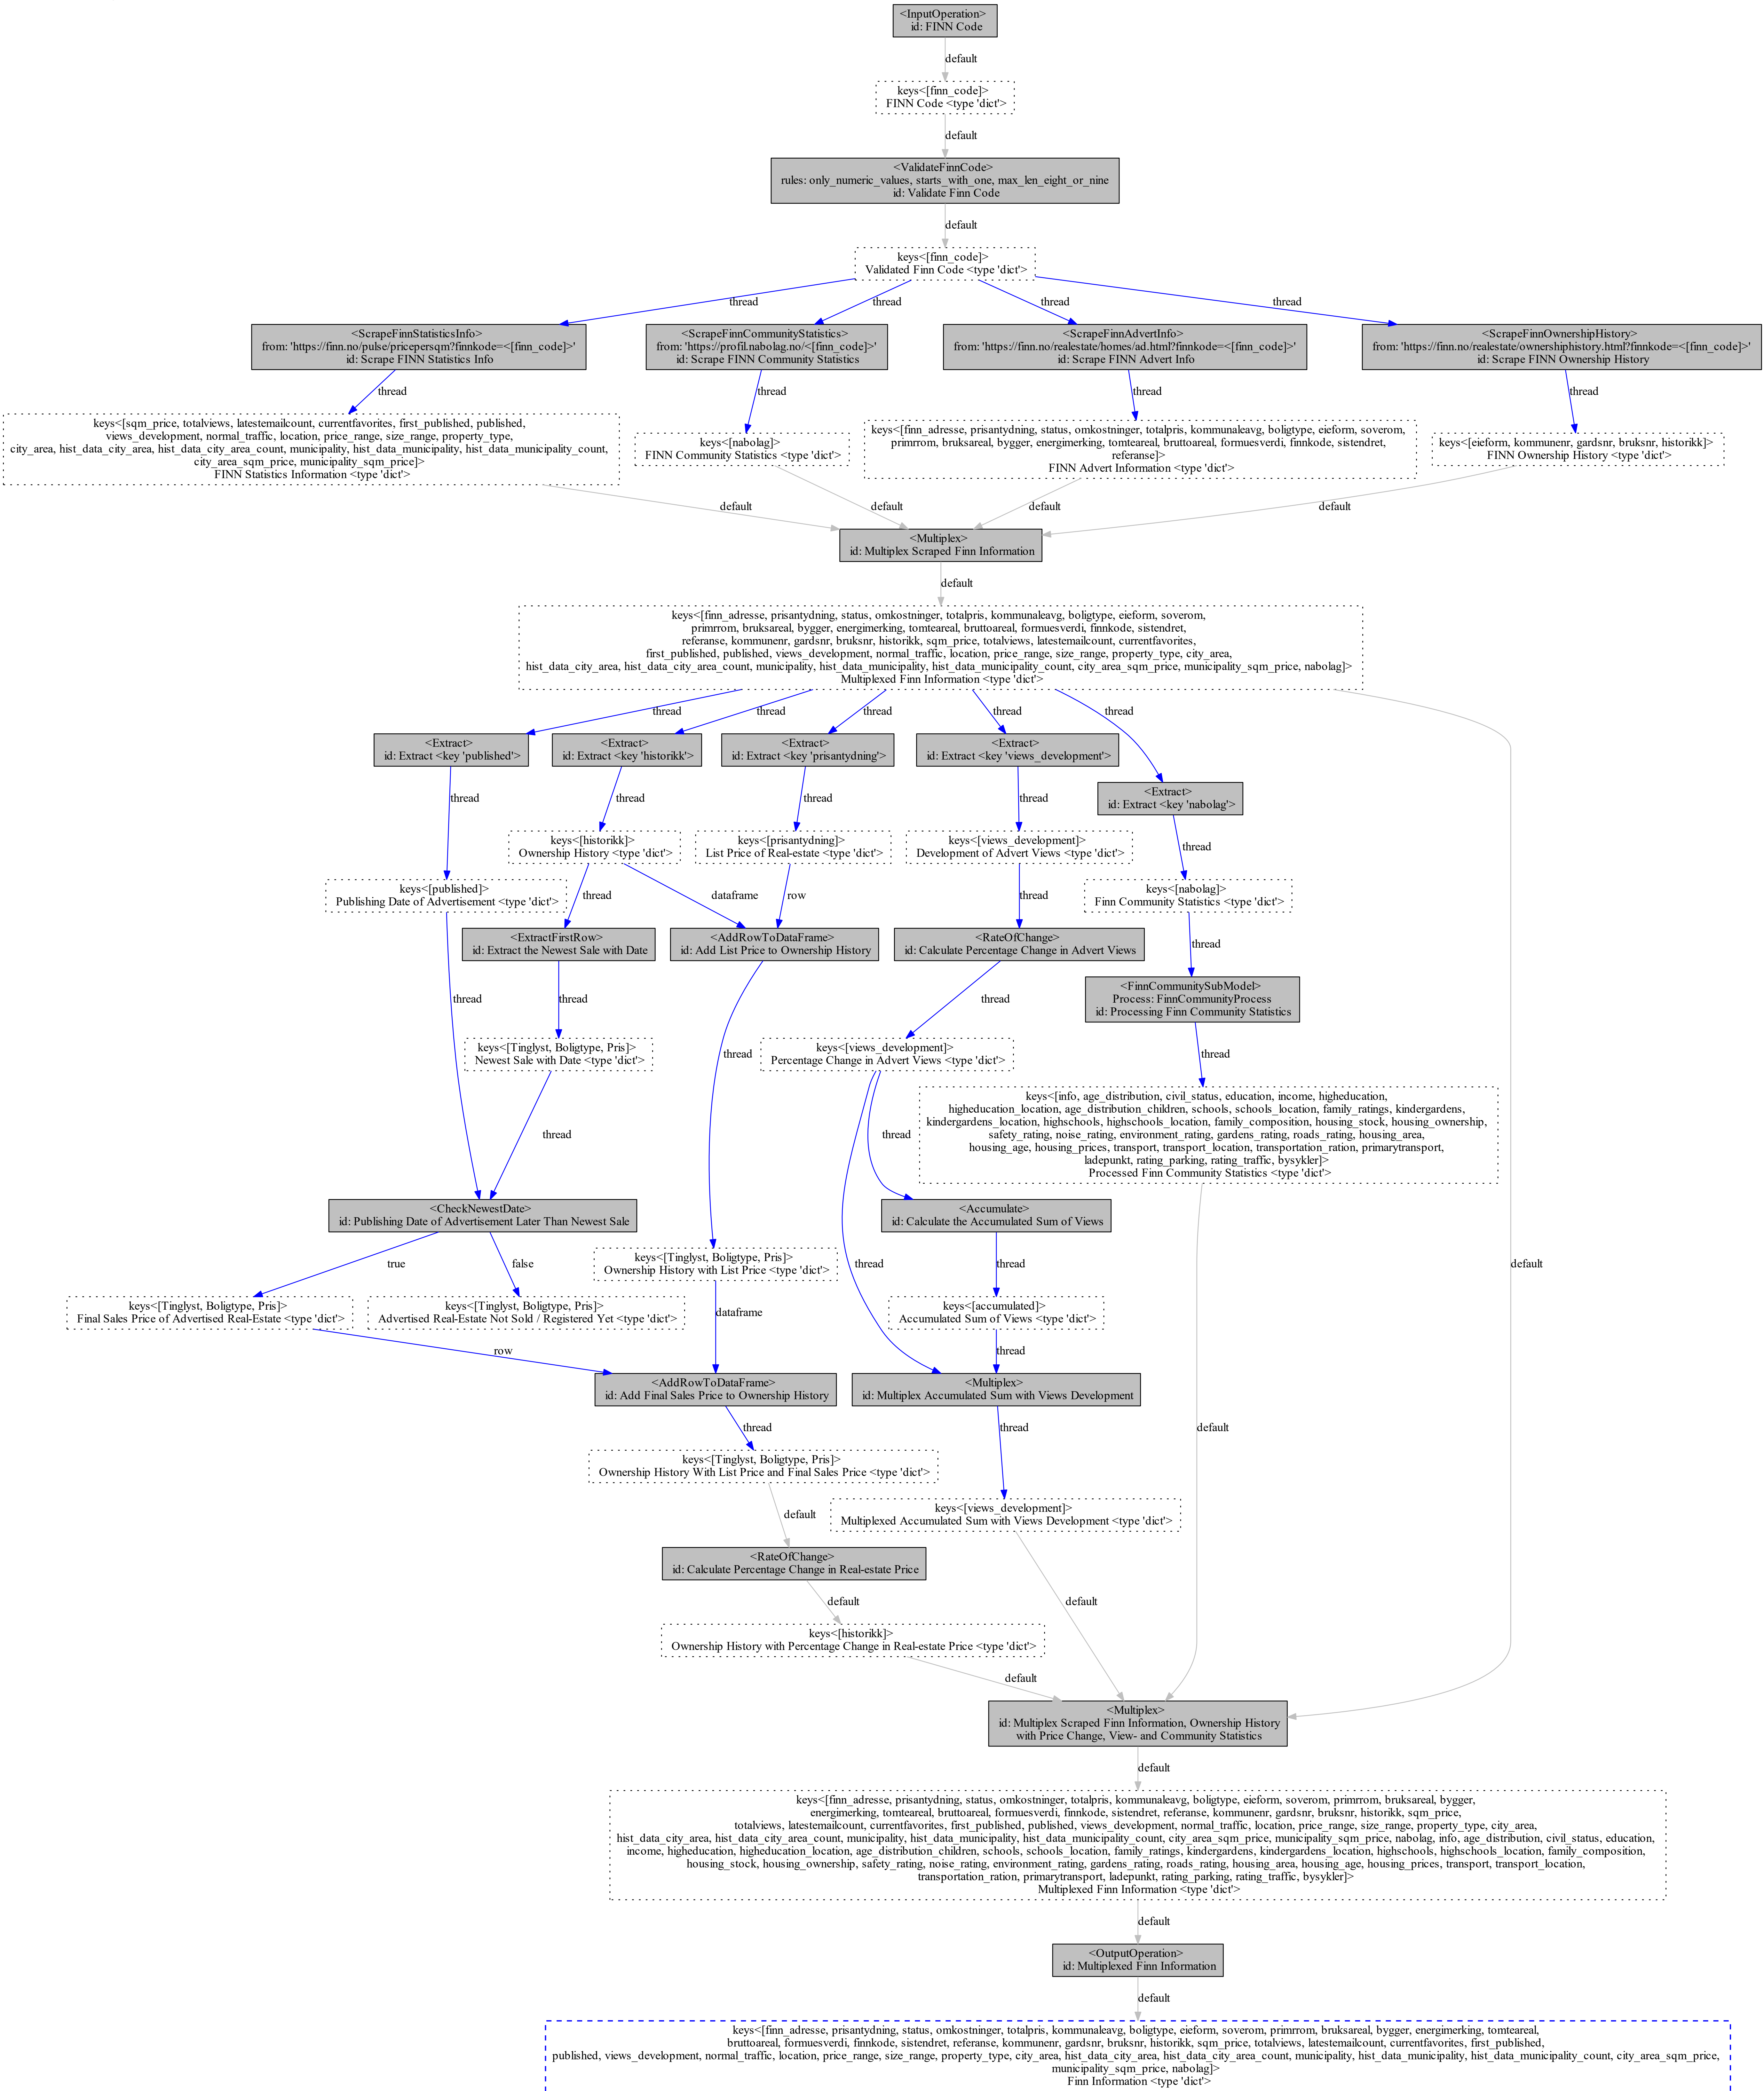 <InputOperation>
id: FINN Code
default
keys<[finn_code]>
FINN Code <type 'dict'>
default
<ValidateFinnCode>
rules: only_numeric_values, starts_with_one, max_len_eight_or_nine
id: Validate Finn Code
default
keys<[finn_code]>
Validated Finn Code <type 'dict'>
thread
thread
thread
thread
<ScrapeFinnStatisticsInfo>
from: 'https://finn.no/pulse/pricepersqm?finnkode=<[finn_code]>'
id: Scrape FINN Statistics Info
<ScrapeFinnCommunityStatistics>
from: 'https://profil.nabolag.no/<[finn_code]>'
id: Scrape FINN Community Statistics
<ScrapeFinnAdvertInfo>
from: 'https://finn.no/realestate/homes/ad.html?finnkode=<[finn_code]>'
id: Scrape FINN Advert Info
<ScrapeFinnOwnershipHistory>
from: 'https://finn.no/realestate/ownershiphistory.html?finnkode=<[finn_code]>'
id: Scrape FINN Ownership History
thread
thread
thread
thread
keys<[sqm_price, totalviews, latestemailcount, currentfavorites, first_published, published,
views_development, normal_traffic, location, price_range, size_range, property_type,
city_area, hist_data_city_area, hist_data_city_area_count, municipality, hist_data_municipality, hist_data_municipality_count,
city_area_sqm_price, municipality_sqm_price]>
FINN Statistics Information <type 'dict'>
keys<[nabolag]>
FINN Community Statistics <type 'dict'>
keys<[finn_adresse, prisantydning, status, omkostninger, totalpris, kommunaleavg, boligtype, eieform, soverom,
primrrom, bruksareal, bygger, energimerking, tomteareal, bruttoareal, formuesverdi, finnkode, sistendret,
referanse]>
FINN Advert Information <type 'dict'>
keys<[eieform, kommunenr, gardsnr, bruksnr, historikk]>
FINN Ownership History <type 'dict'>
default
default
default
default
<Multiplex>
id: Multiplex Scraped Finn Information
default
keys<[finn_adresse, prisantydning, status, omkostninger, totalpris, kommunaleavg, boligtype, eieform, soverom,
primrrom, bruksareal, bygger, energimerking, tomteareal, bruttoareal, formuesverdi, finnkode, sistendret,
referanse, kommunenr, gardsnr, bruksnr, historikk, sqm_price, totalviews, latestemailcount, currentfavorites,
first_published, published, views_development, normal_traffic, location, price_range, size_range, property_type, city_area,
hist_data_city_area, hist_data_city_area_count, municipality, hist_data_municipality, hist_data_municipality_count, city_area_sqm_price, municipality_sqm_price, nabolag]>
Multiplexed Finn Information <type 'dict'>
thread
thread
thread
thread
thread
<Extract>
id: Extract <key 'published'>
<Extract>
id: Extract <key 'historikk'>
<Extract>
id: Extract <key 'prisantydning'>
<Extract>
id: Extract <key 'views_development'>
<Extract>
id: Extract <key 'nabolag'>
thread
thread
thread
thread
thread
keys<[historikk]>
Ownership History <type 'dict'>
keys<[prisantydning]>
List Price of Real-estate <type 'dict'>
keys<[views_development]>
Development of Advert Views <type 'dict'>
keys<[published]>
Publishing Date of Advertisement <type 'dict'>
keys<[nabolag]>
Finn Community Statistics <type 'dict'>
thread
dataframe
row
thread
thread
<ExtractFirstRow>
id: Extract the Newest Sale with Date
<AddRowToDataFrame>
id: Add List Price to Ownership History
<RateOfChange>
id: Calculate Percentage Change in Advert Views
<FinnCommunitySubModel>
Process: FinnCommunityProcess
id: Processing Finn Community Statistics
thread
thread
thread
thread
thread
keys<[Tinglyst, Boligtype, Pris]>
Newest Sale with Date <type 'dict'>
keys<[views_development]>
Percentage Change in Advert Views <type 'dict'>
keys<[info, age_distribution, civil_status, education, income, higheducation,
higheducation_location, age_distribution_children, schools, schools_location, family_ratings, kindergardens,
kindergardens_location, highschools, highschools_location, family_composition, housing_stock, housing_ownership,
safety_rating, noise_rating, environment_rating, gardens_rating, roads_rating, housing_area,
housing_age, housing_prices, transport, transport_location, transportation_ration, primarytransport,
ladepunkt, rating_parking, rating_traffic, bysykler]>
Processed Finn Community Statistics <type 'dict'>
thread
thread
<CheckNewestDate>
id: Publishing Date of Advertisement Later Than Newest Sale
<Accumulate>
id: Calculate the Accumulated Sum of Views
true
false
keys<[Tinglyst, Boligtype, Pris]>
Ownership History with List Price <type 'dict'>
thread
thread
default
keys<[Tinglyst, Boligtype, Pris]>
Final Sales Price of Advertised Real-Estate <type 'dict'>
keys<[Tinglyst, Boligtype, Pris]>
Advertised Real-Estate Not Sold / Registered Yet <type 'dict'>
dataframe
keys<[accumulated]>
Accumulated Sum of Views <type 'dict'>
row
thread
<AddRowToDataFrame>
id: Add Final Sales Price to Ownership History
<Multiplex>
id: Multiplex Accumulated Sum with Views Development
thread
thread
default
keys<[Tinglyst, Boligtype, Pris]>
Ownership History With List Price and Final Sales Price <type 'dict'>
keys<[views_development]>
Multiplexed Accumulated Sum with Views Development <type 'dict'>
default
<RateOfChange>
id: Calculate Percentage Change in Real-estate Price
default
default
keys<[historikk]>
Ownership History with Percentage Change in Real-estate Price <type 'dict'>
default
<Multiplex>
id: Multiplex Scraped Finn Information, Ownership History
with Price Change, View- and Community Statistics
default
keys<[finn_adresse, prisantydning, status, omkostninger, totalpris, kommunaleavg, boligtype, eieform, soverom, primrrom, bruksareal, bygger,
energimerking, tomteareal, bruttoareal, formuesverdi, finnkode, sistendret, referanse, kommunenr, gardsnr, bruksnr, historikk, sqm_price,
totalviews, latestemailcount, currentfavorites, first_published, published, views_development, normal_traffic, location, price_range, size_range, property_type, city_area,
hist_data_city_area, hist_data_city_area_count, municipality, hist_data_municipality, hist_data_municipality_count, city_area_sqm_price, municipality_sqm_price, nabolag, info, age_distribution, civil_status, education,
income, higheducation, higheducation_location, age_distribution_children, schools, schools_location, family_ratings, kindergardens, kindergardens_location, highschools, highschools_location, family_composition,
housing_stock, housing_ownership, safety_rating, noise_rating, environment_rating, gardens_rating, roads_rating, housing_area, housing_age, housing_prices, transport, transport_location,
transportation_ration, primarytransport, ladepunkt, rating_parking, rating_traffic, bysykler]>
Multiplexed Finn Information <type 'dict'>
default
<OutputOperation>
id: Multiplexed Finn Information
default
keys<[finn_adresse, prisantydning, status, omkostninger, totalpris, kommunaleavg, boligtype, eieform, soverom, primrrom, bruksareal, bygger, energimerking, tomteareal,
bruttoareal, formuesverdi, finnkode, sistendret, referanse, kommunenr, gardsnr, bruksnr, historikk, sqm_price, totalviews, latestemailcount, currentfavorites, first_published,
published, views_development, normal_traffic, location, price_range, size_range, property_type, city_area, hist_data_city_area, hist_data_city_area_count, municipality, hist_data_municipality, hist_data_municipality_count, city_area_sqm_price,
municipality_sqm_price, nabolag]>
Finn Information <type 'dict'>